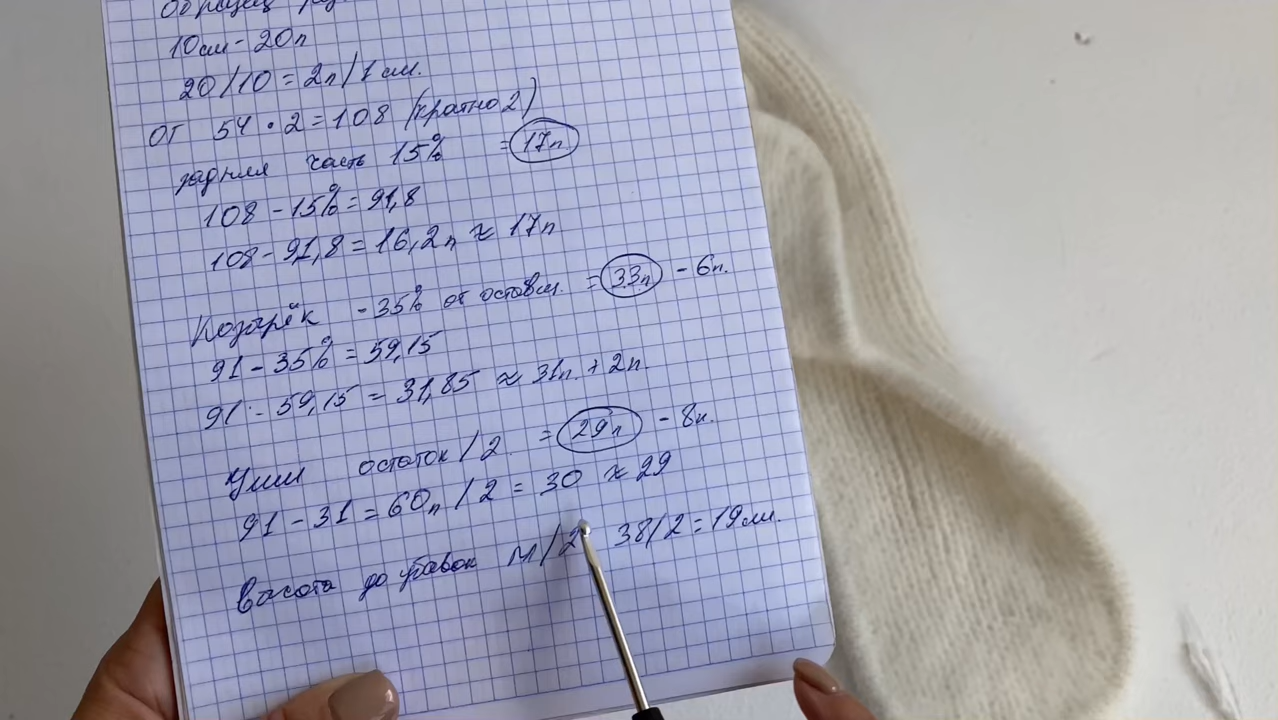 Образец
10см - 20п
20/10 = 2п/1см.
ОГ 54 • 2 = 108 (кратно 2)
задняя часть 15% = 17п
108 - 15% = 91,8
108 - 91,8 = 16,2п ≈ 17п
Козырёк - 35% от оставш. = 33п - 6п.
91 - 35% = 59,15
91 - 59,15 = 31,85 ≈ 31п. + 2п.
Уши остаток / 2 = 29п - 8п.
91 - 31 = 60п / 2 = 30 ≈ 29
Высота до убавок М/2 38/2 = 19см.